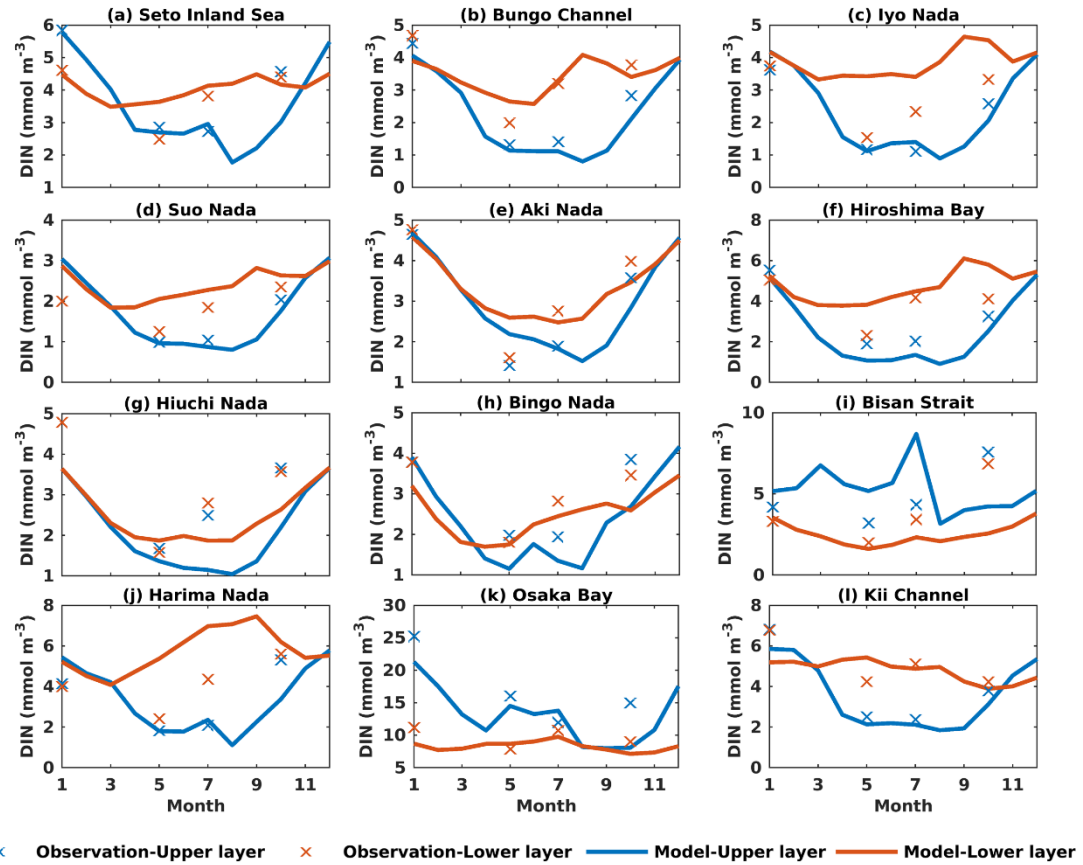 (a) Seto Inland Sea (b) Bungo Channel (c) Iyo Nada
DIN (mmol m⁻³) 6 5 4 3 2 1
DIN (mmol m⁻³) 5 4 3 2 1 0
DIN (mmol m⁻³) 5 4 3 2 1 0
(d) Suo Nada (e) Aki Nada (f) Hiroshima Bay
DIN (mmol m⁻³) 4 3 2 1 0
DIN (mmol m⁻³) 5 4 3 2 1
DIN (mmol m⁻³) 8 6 4 2 0
(g) Hiuchi Nada (h) Bingo Nada (i) Bisan Strait
DIN (mmol m⁻³) 5 4 3 2 1
DIN (mmol m⁻³) 5 4 3 2 1
DIN (mmol m⁻³) 10 5 0
(j) Harima Nada (k) Osaka Bay (l) Kii Channel
DIN (mmol m⁻³) 8 6 4 2 0
DIN (mmol m⁻³) 30 25 20 15 10 5
DIN (mmol m⁻³) 8 6 4 2 0
1 3 5 7 9 11 1 3 5 7 9 11 1 3 5 7 9 11
Month Month Month
Observation-Upper layer Observation-Lower layer Model-Upper layer Model-Lower layer